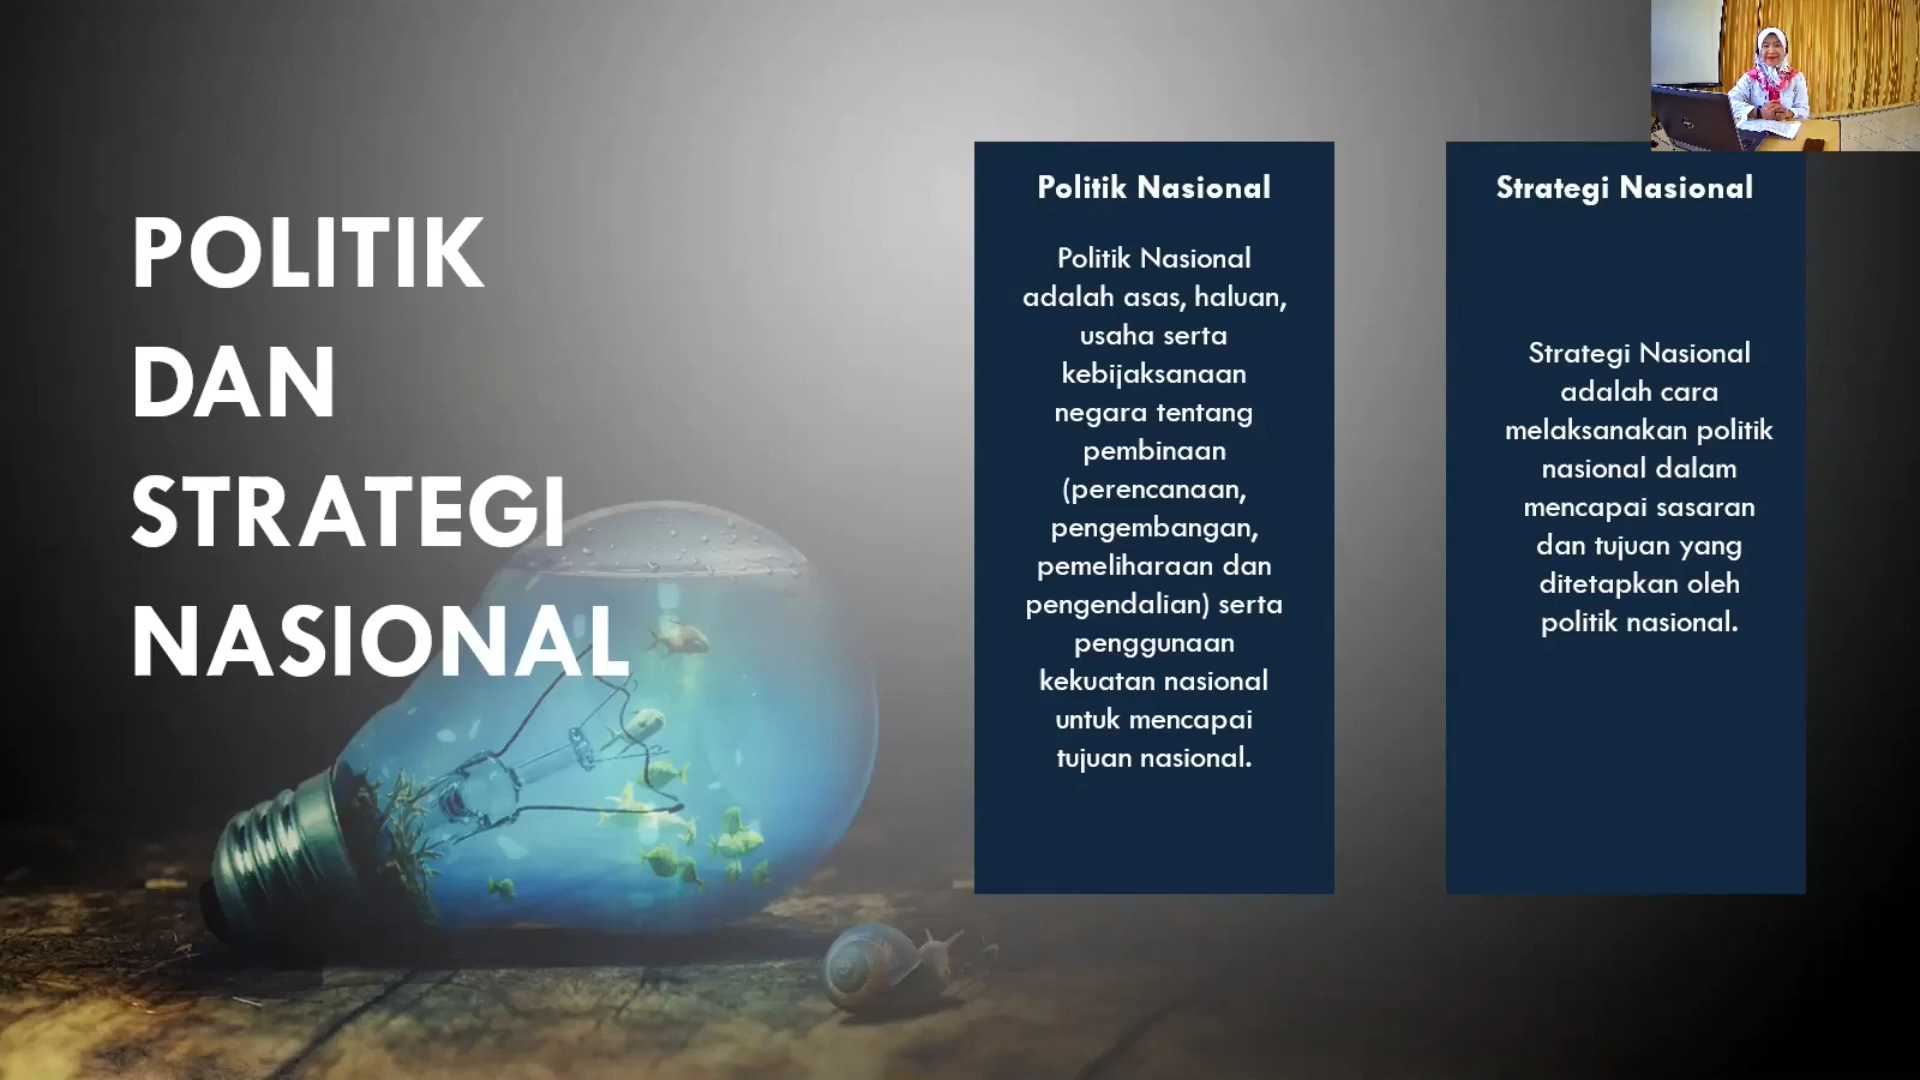 POLITIK
DAN
STRATEGI
NASIONAL
Politik Nasional
Politik Nasional
adalah asas, haluan,
usaha serta
kebijaksanaan
negara tentang
pembinaan
(perencanaan,
pengembangan,
pemeliharaan dan
pengendalian) serta
penggunaan
kekuatan nasional
untuk mencapai
tujuan nasional.
Strategi Nasional
Strategi Nasional
adalah cara
melaksanakan politik
nasional dalam
mencapai sasaran
dan tujuan yang
ditetapkan oleh
politik nasional.